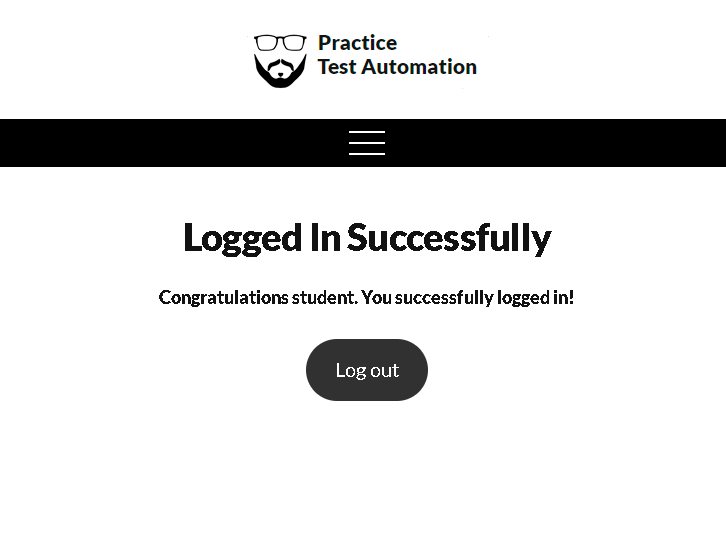 Practice
Test Automation
Logged In Successfully
Congratulations student. You successfully logged in!
Log out